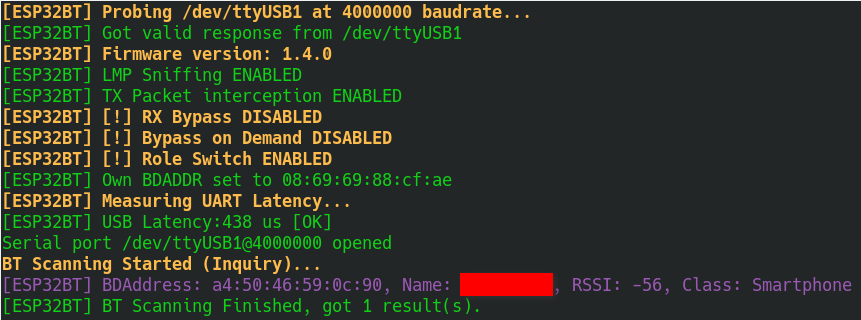 [ESP32BT] Probing /dev/ttyUSB1 at 4000000 baudrate...
[ESP32BT] Got valid response from /dev/ttyUSB1
[ESP32BT] Firmware version: 1.4.0
[ESP32BT] LMP Sniffing ENABLED
[ESP32BT] TX Packet interception ENABLED
[ESP32BT] [!] RX Bypass DISABLED
[ESP32BT] [!] Bypass on Demand DISABLED
[ESP32BT] [!] Role Switch ENABLED
[ESP32BT] Own BDADDR set to 08:69:69:88:cf:ae
[ESP32BT] Measuring UART Latency...
[ESP32BT] USB Latency:438 us [OK]
Serial port /dev/ttyUSB1@4000000 opened
BT Scanning Started (Inquiry)...
[ESP32BT] BDAddress: a4:50:46:59:0c:90, Name: , RSSI: -56, Class: Smartphone
[ESP32BT] BT Scanning Finished, got 1 result(s).